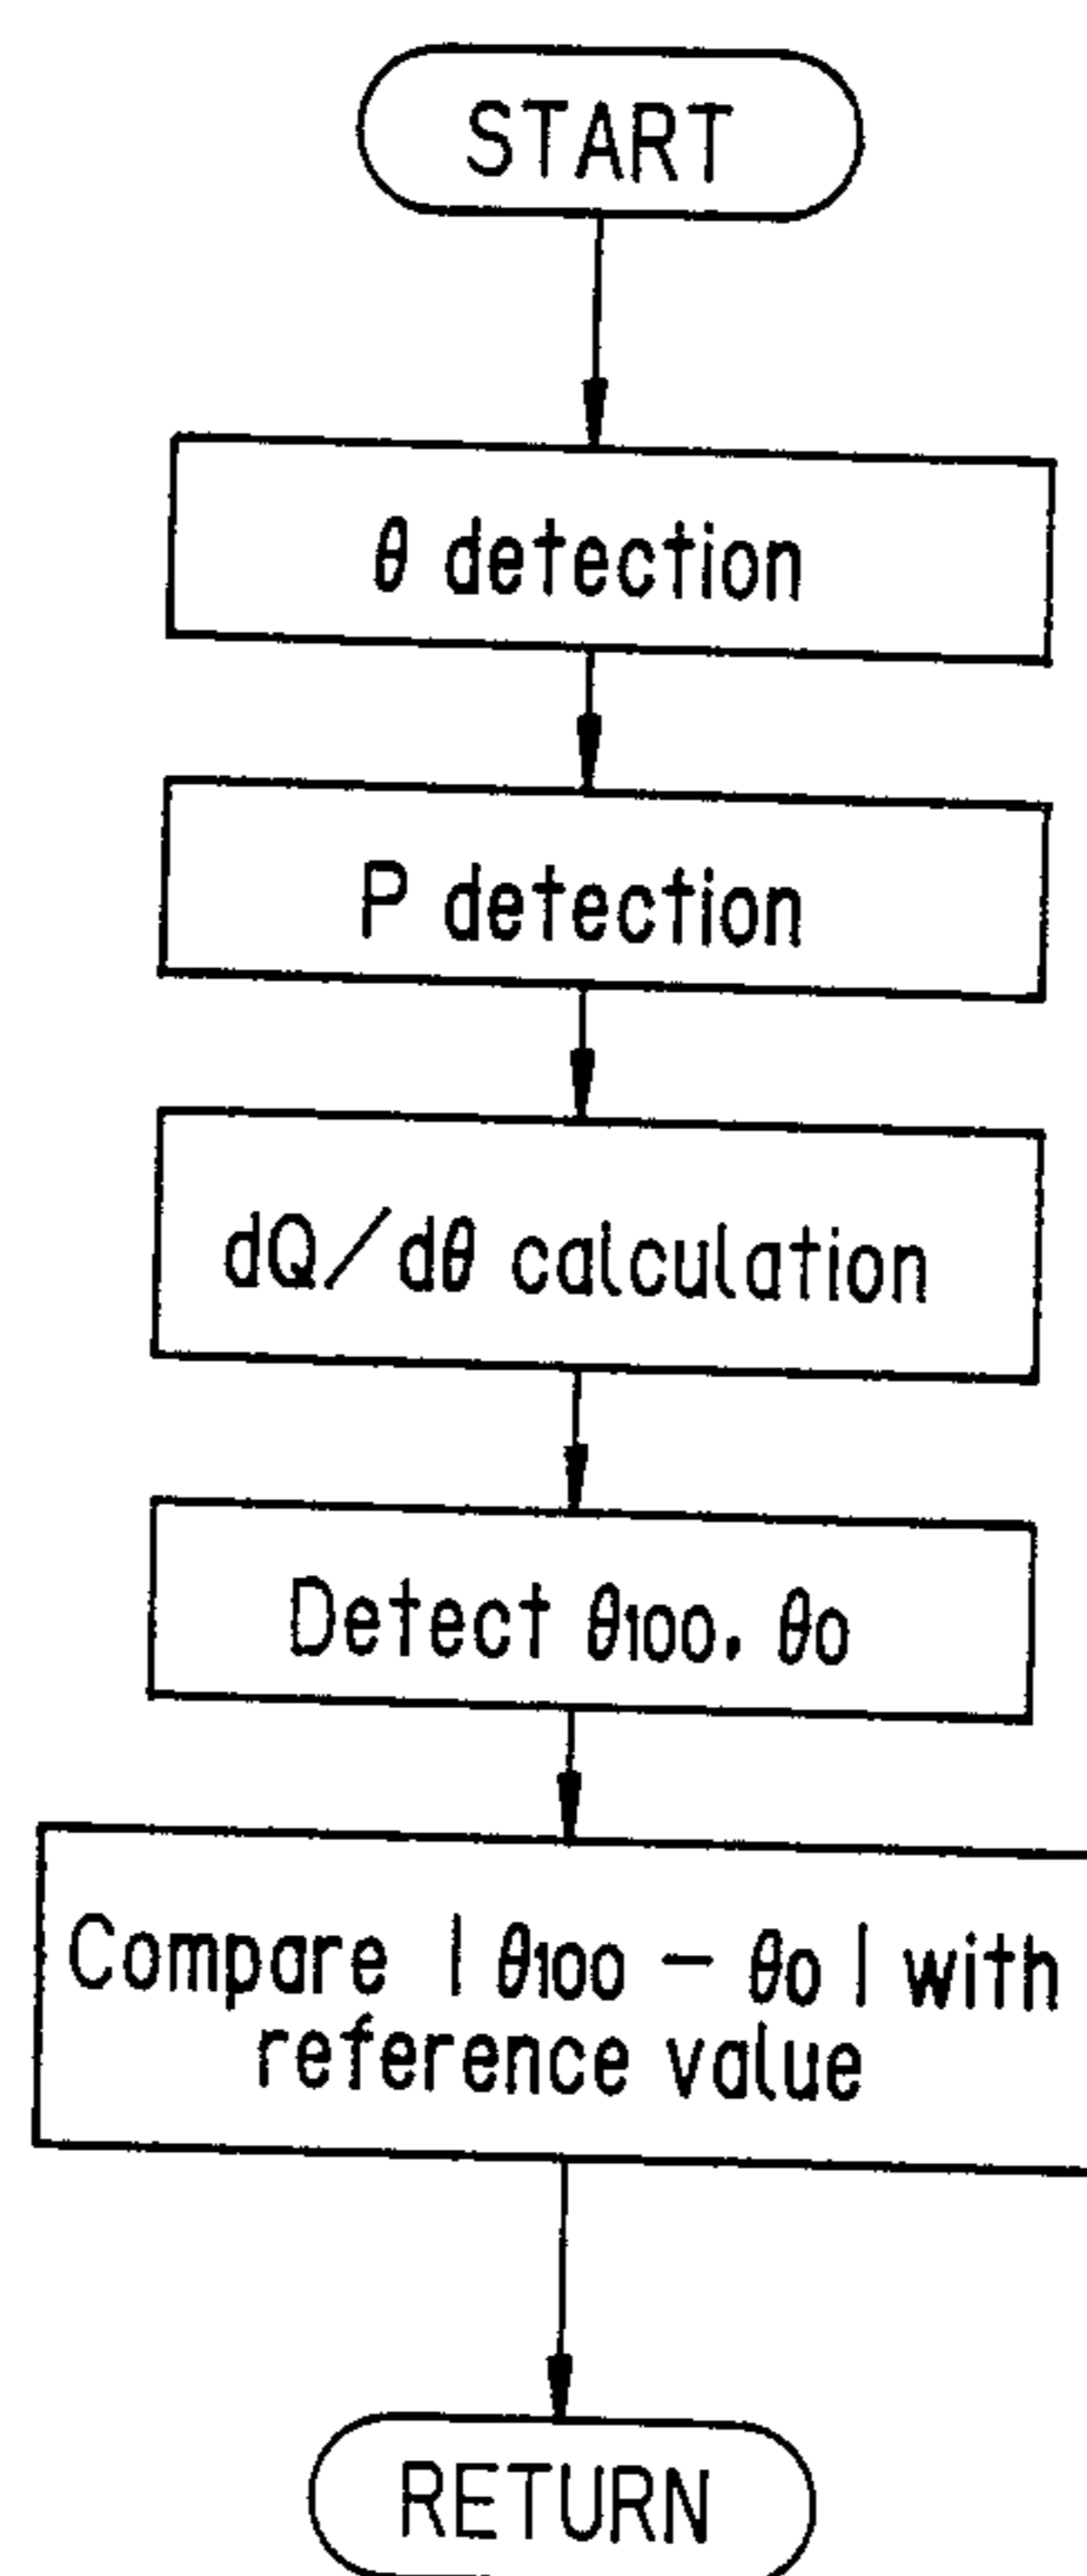 START
θ detection
P detection
dQ/dθ calculation
Detect θ100, θ0
Compare | θ100 - θ0 | with
reference value
RETURN